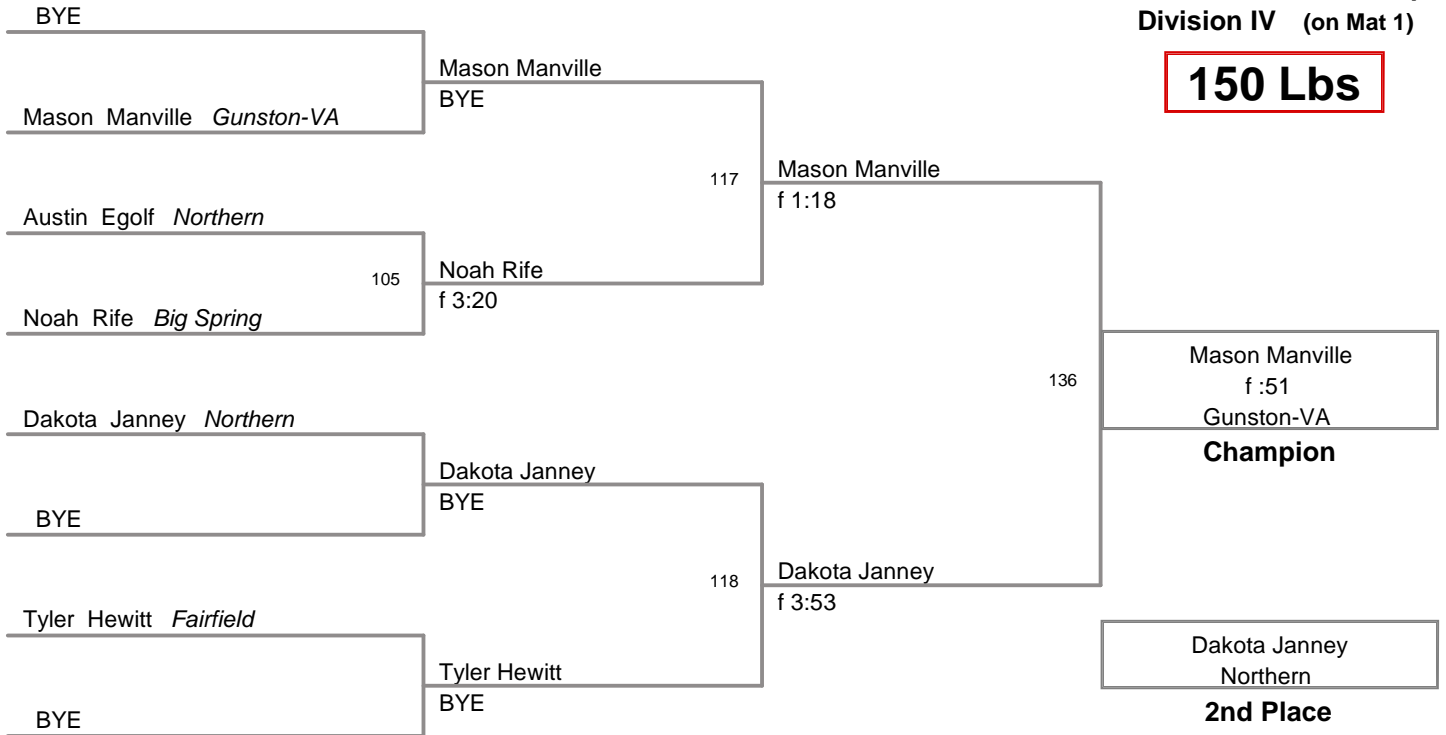 BYE
Division IV (on Mat 1)
150 Lbs
Mason Manville
BYE
Mason Manville Gunston-VA
117
Mason Manville
f 1:18
Austin Egolf Northern
105
Noah Rife
f 3:20
Noah Rife Big Spring
136
Mason Manville
f :51
Gunston-VA
Champion
Dakota Janney Northern
Dakota Janney
BYE
BYE
118
Dakota Janney
f 3:53
Tyler Hewitt Fairfield
Tyler Hewitt
BYE
BYE
Dakota Janney
Northern
2nd Place